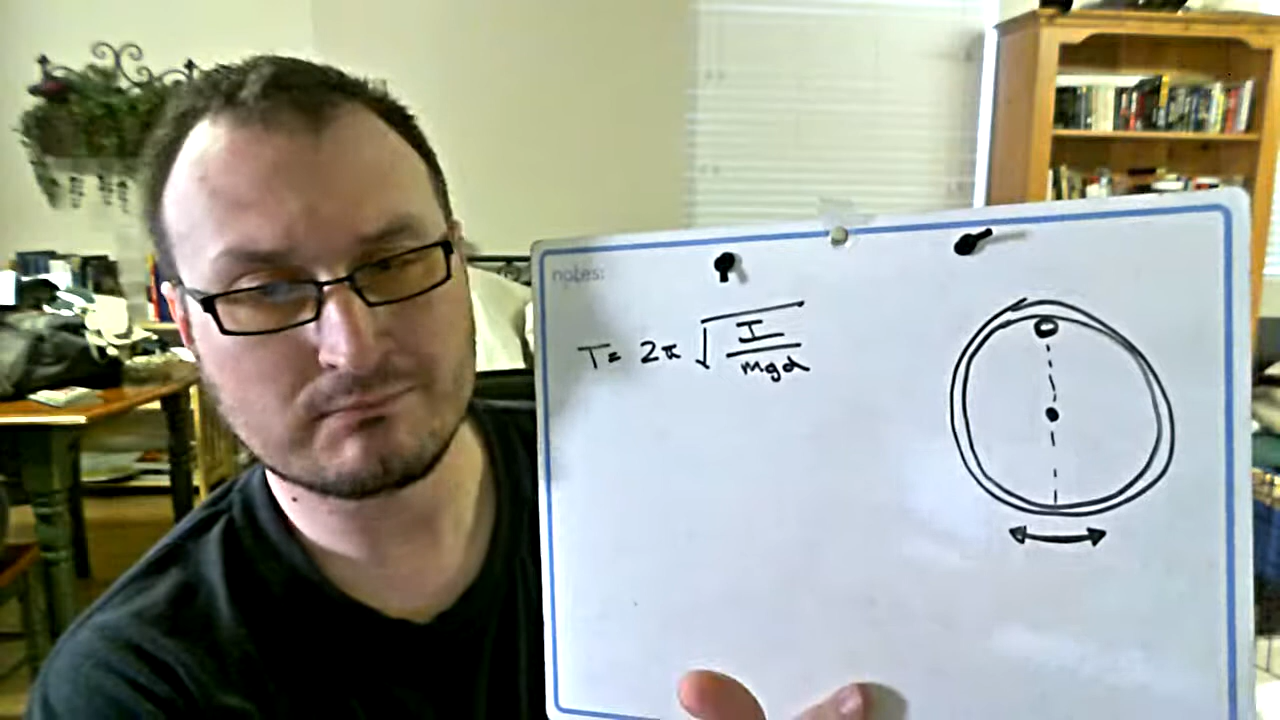 notes:
T= 2π √ I / mgd